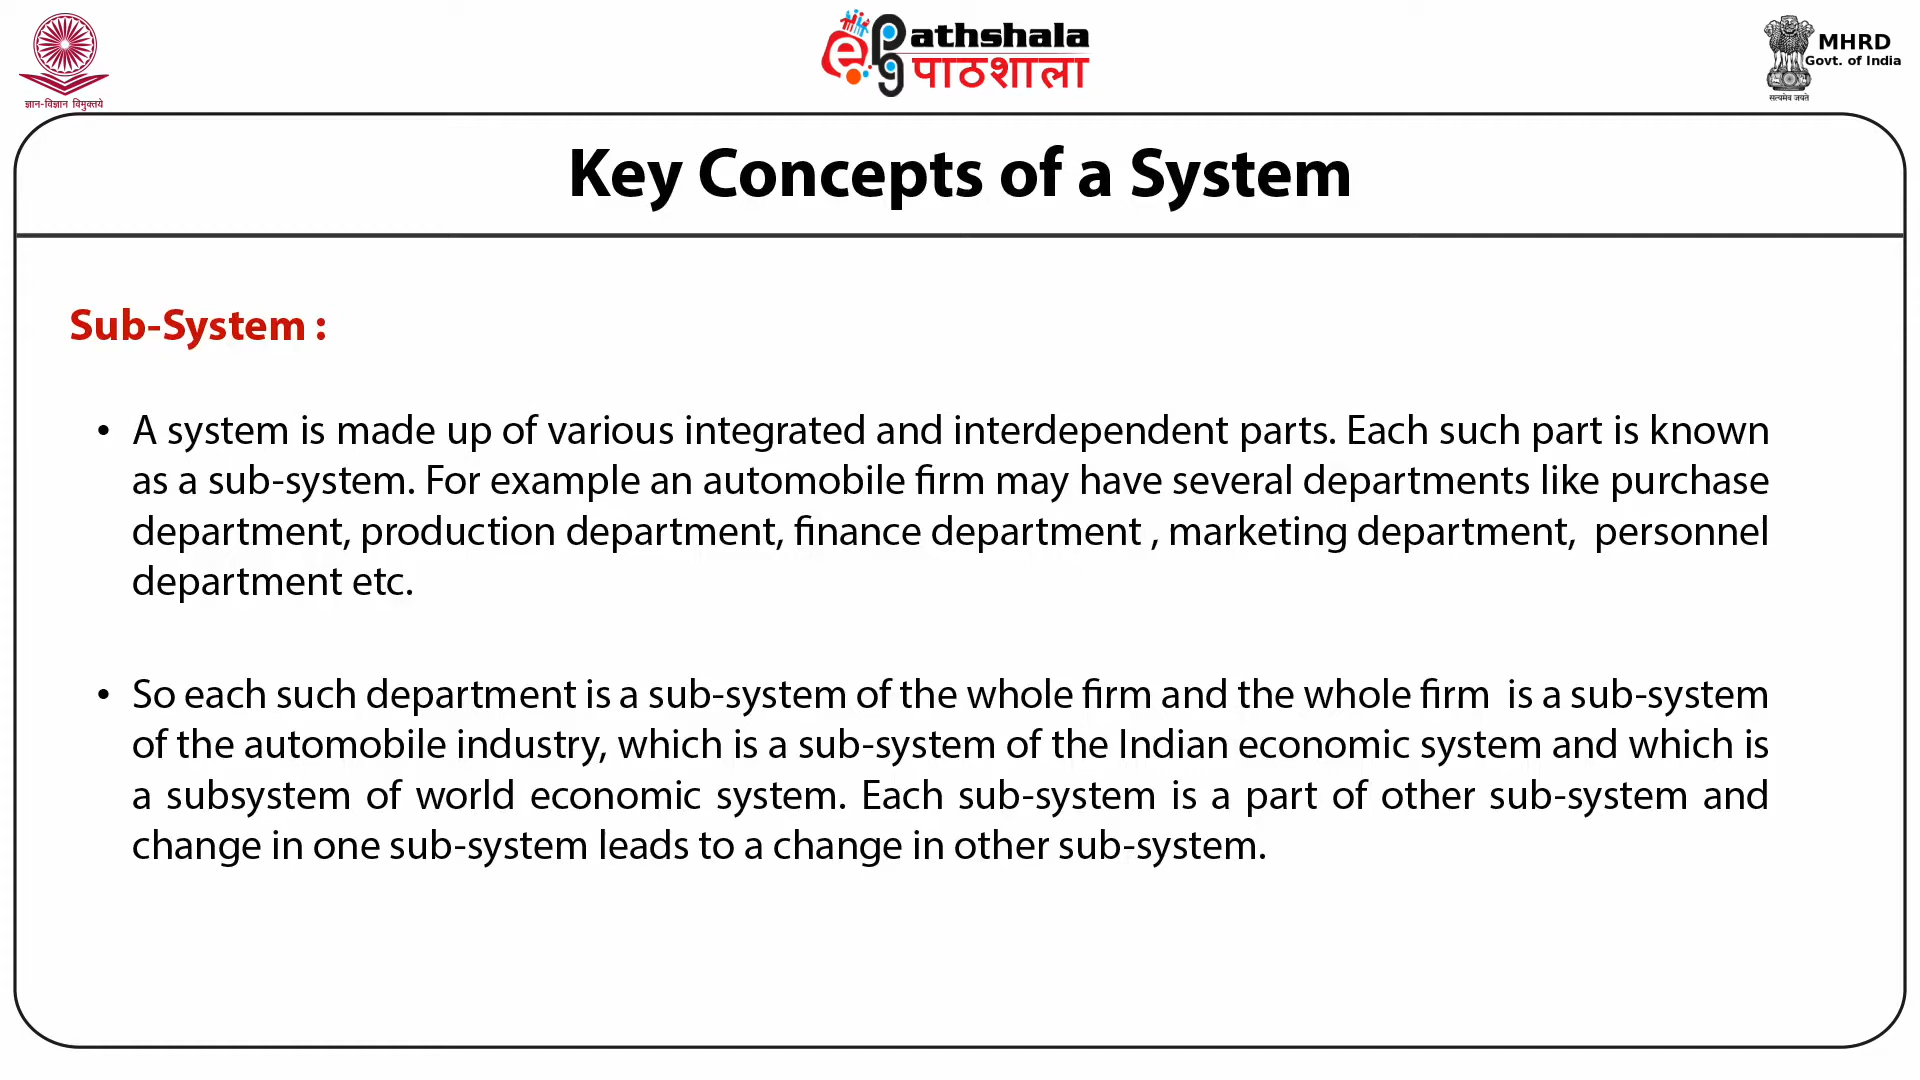 ज्ञान-विज्ञान विमुक्तये
ePathshala
पाठशाला
MHRD
Govt. of India
सत्यमेव जयते
Key Concepts of a System
Sub-System :
• A system is made up of various integrated and interdependent parts. Each such part is known
as a sub-system. For example an automobile firm may have several departments like purchase
department, production department, finance department , marketing department,  personnel
department etc.
• So each such department is a sub-system of the whole firm and the whole firm  is a sub-system
of the automobile industry, which is a sub-system of the Indian economic system and which is
a subsystem of world economic system. Each sub-system is a part of other sub-system and
change in one sub-system leads to a change in other sub-system.